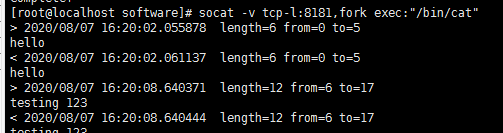 complete!
[root@localhost software]# socat -v tcp-l:8181,fork exec:"/bin/cat"
> 2020/08/07 16:20:02.055878  length=6 from=0 to=5
hello
< 2020/08/07 16:20:02.061137  length=6 from=0 to=5
hello
> 2020/08/07 16:20:08.640371  length=12 from=6 to=17
testing 123
< 2020/08/07 16:20:08.640444  length=12 from=6 to=17
testing 123